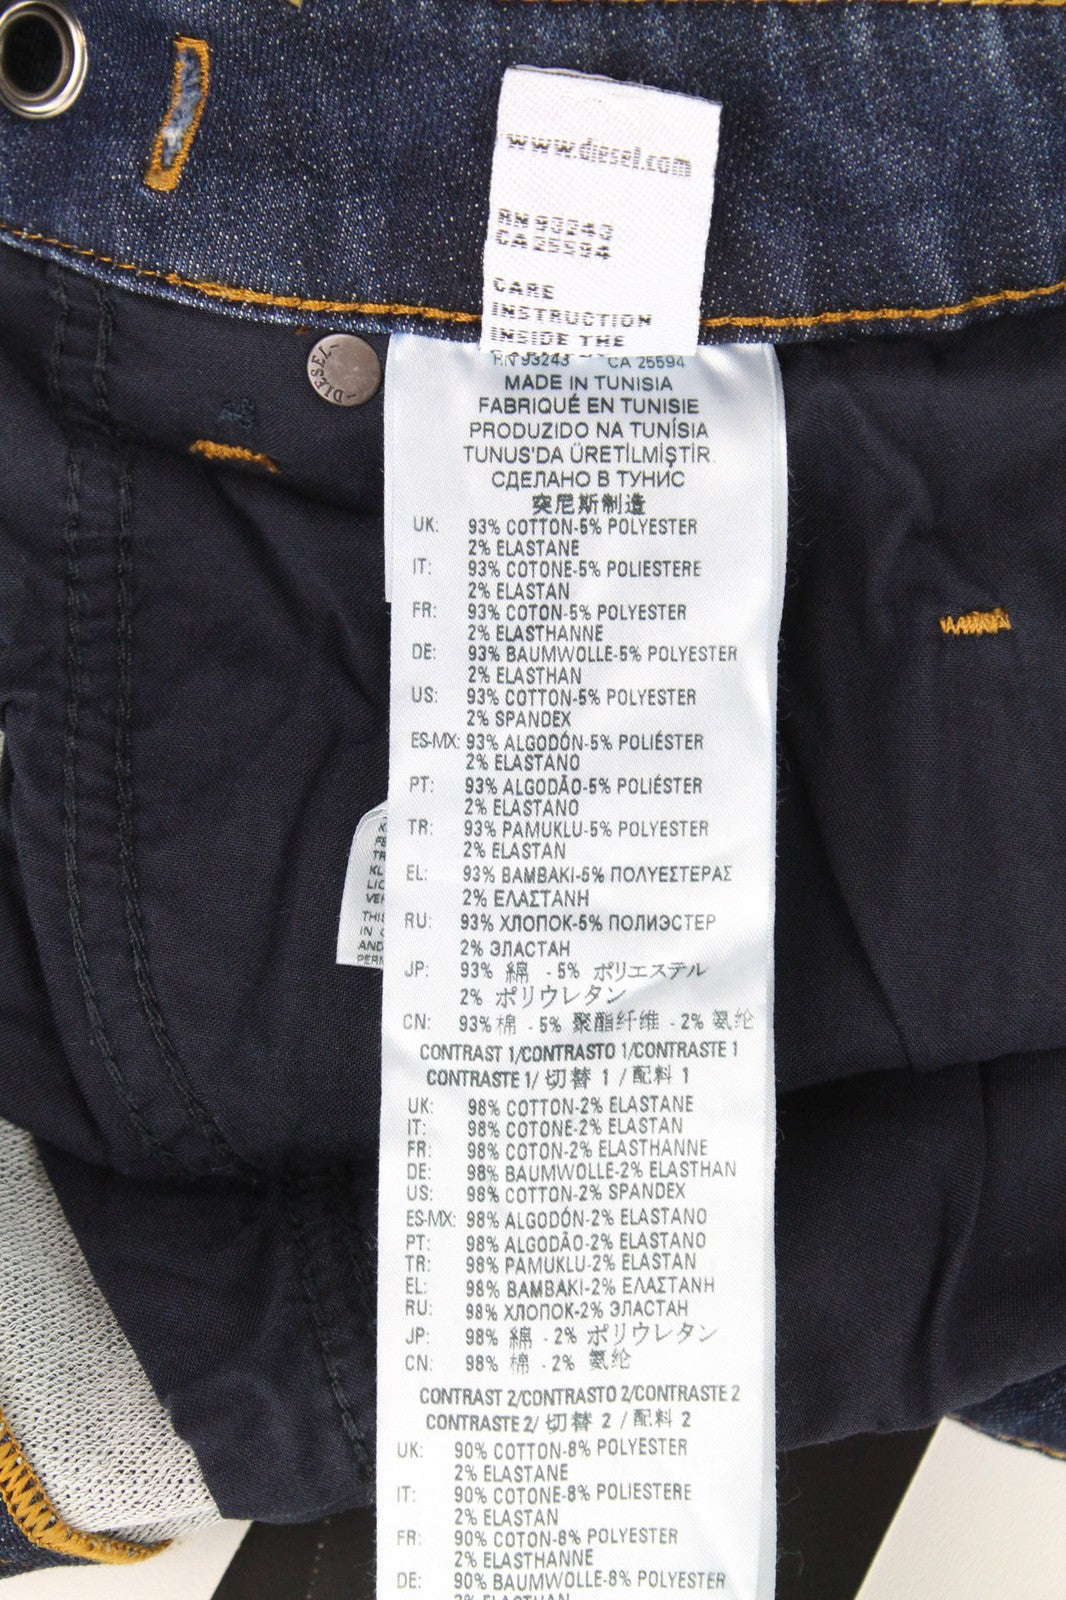 www.diesel.com
RN 93243
CA 25594
CARE
INSTRUCTION
INSIDE THE
DIESEL
RN 93243 CA 25594
MADE IN TUNISIA
FABRIQUÉ EN TUNISIE
PRODUZIDO NA TUNÍSIA
TUNUS'DA ÜRETİLMİŞTİR.
СДЕЛАНО В ТУНИС
突尼斯制造
UK: 93% COTTON-5% POLYESTER
2% ELASTANE
IT: 93% COTONE-5% POLIESTERE
2% ELASTAN
FR: 93% COTON-5% POLYESTER
2% ELASTHANNE
DE: 93% BAUMWOLLE-5% POLYESTER
2% ELASTHAN
US: 93% COTTON-5% POLYESTER
2% SPANDEX
ES-MX: 93% ALGODÓN-5% POLIÉSTER
2% ELASTANO
PT: 93% ALGODÃO-5% POLIÉSTER
2% ELASTANO
TR: 93% PAMUKLU-5% POLYESTER
2% ELASTAN
EL: 93% ΒΑΜΒΑΚΙ-5% ΠΟΛΥΕΣΤΕΡΑΣ
2% ΕΛΑΣΤΑΝΗ
RU: 93% ХЛОПОК-5% ПОЛИЭСТЕР
2% ЭЛАСТАН
JP: 93% 綿 - 5% ポリエステル
2% ポリウレタン
CN: 93% 棉 - 5% 聚酯纤维 - 2% 氨纶
CONTRAST 1/CONTRASTO 1/CONTRASTE 1
CONTRASTE 1/ 切替 1 / 配料 1
UK: 98% COTTON-2% ELASTANE
IT: 98% COTONE-2% ELASTAN
FR: 98% COTON-2% ELASTHANNE
DE: 98% BAUMWOLLE-2% ELASTHAN
US: 98% COTTON-2% SPANDEX
ES-MX: 98% ALGODÓN-2% ELASTANO
PT: 98% ALGODÃO-2% ELASTANO
TR: 98% PAMUKLU-2% ELASTAN
EL: 98% ΒΑΜΒΑΚΙ-2% ΕΛΑΣΤΑΝΗ
RU: 98% ХЛОПОК-2% ЭЛАСТАН
JP: 98% 綿 - 2% ポリウレタン
CN: 98% 棉 - 2% 氨纶
CONTRAST 2/CONTRASTO 2/CONTRASTE 2
CONTRASTE 2/ 切替 2 / 配料 2
UK: 90% COTTON-8% POLYESTER
2% ELASTANE
IT: 90% COTONE-8% POLIESTERE
2% ELASTAN
FR: 90% COTON-8% POLYESTER
2% ELASTHANNE
DE: 90% BAUMWOLLE-8% POLYESTER
2% ELASTHAN